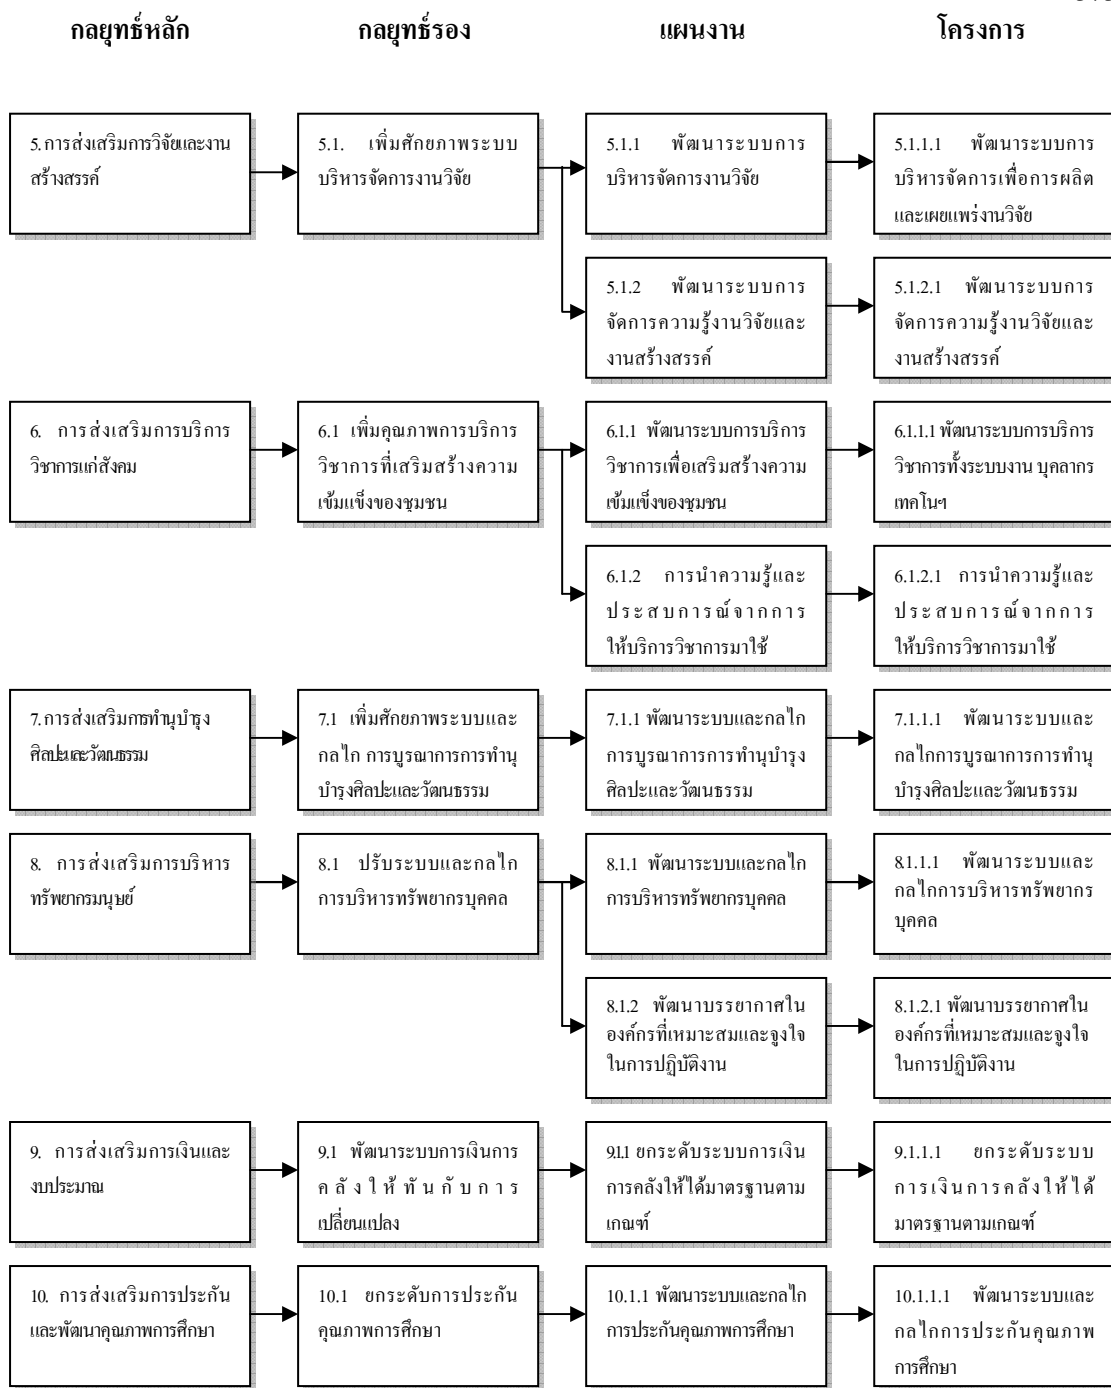 กลยุทธ์หลัก กลยุทธ์รอง แผนงาน โครงการ
5. การส่งเสริมการวิจัยและงาน
สร้างสรรค์
5.1. เพิ่มศักยภาพระบบ
บริหารจัดการงานวิจัย
5.1.1 พัฒนาระบบการ
บริหารจัดการงานวิจัย
5.1.1.1 พัฒนาระบบการ
บริหารจัดการเพื่อการผลิต
และเผยแพร่งานวิจัย
5.1.2 พัฒนาระบบการ
จัดการความรู้งานวิจัยและ
งานสร้างสรรค์
5.1.2.1 พัฒนาระบบการ
จัดการความรู้งานวิจัยและ
งานสร้างสรรค์
6. การส่งเสริมการบริการ
วิชาการแก่สังคม
6.1 เพิ่มคุณภาพการบริการ
วิชาการที่เสริมสร้างความ
เข้มแข็งของชุมชน
6.1.1 พัฒนาระบบการบริการ
วิชาการเพื่อเสริมสร้างความ
เข้มแข็งของชุมชน
6.1.1.1 พัฒนาระบบการบริการ
วิชาการทั้งระบบงาน บุคลากร
เทคโนฯ
6.1.2 การนำความรู้และ
ประสบการณ์จากการ
ให้บริการวิชาการมาใช้
6.1.2.1 การนำความรู้และ
ประสบการณ์จากการ
ให้บริการวิชาการมาใช้
7. การส่งเสริมการทำนุบำรุง
ศิลปะและวัฒนธรรม
7.1 เพิ่มศักยภาพระบบและ
กลไก การบูรณาการการทำนุ
บำรุงศิลปะและวัฒนธรรม
7.1.1 พัฒนาระบบและกลไก
การบูรณาการการทำนุบำรุง
ศิลปะและวัฒนธรรม
7.1.1.1 พัฒนาระบบและ
กลไกการบูรณาการการทำนุ
บำรุงศิลปะและวัฒนธรรม
8. การส่งเสริมการบริหาร
ทรัพยากรมนุษย์
8.1 ปรับระบบและกลไก
การบริหารทรัพยากรบุคคล
8.1.1 พัฒนาระบบและกลไก
การบริหารทรัพยากรบุคคล
8.1.1.1 พัฒนาระบบและ
กลไกการบริหารทรัพยากร
บุคคล
8.1.2 พัฒนาบรรยากาศใน
องค์กรที่เหมาะสมและจูงใจ
ในการปฏิบัติงาน
8.1.2.1 พัฒนาบรรยากาศใน
องค์กรที่เหมาะสมและจูงใจ
ในการปฏิบัติงาน
9. การส่งเสริมการเงินและ
งบประมาณ
9.1 พัฒนาระบบการเงินการ
คลังให้ทันกับการ
เปลี่ยนแปลง
9.1.1 ยกระดับระบบการเงิน
การคลังให้ได้มาตรฐานตาม
เกณฑ์
9.1.1.1 ยกระดับระบบ
การเงินการคลังให้ได้
มาตรฐานตามเกณฑ์
10. การส่งเสริมการประกัน
และพัฒนาคุณภาพการศึกษา
10.1 ยกระดับการประกัน
คุณภาพการศึกษา
10.1.1 พัฒนาระบบและกลไก
การประกันคุณภาพการศึกษา
10.1.1.1 พัฒนาระบบและ
กลไกการประกันคุณภาพ
การศึกษา